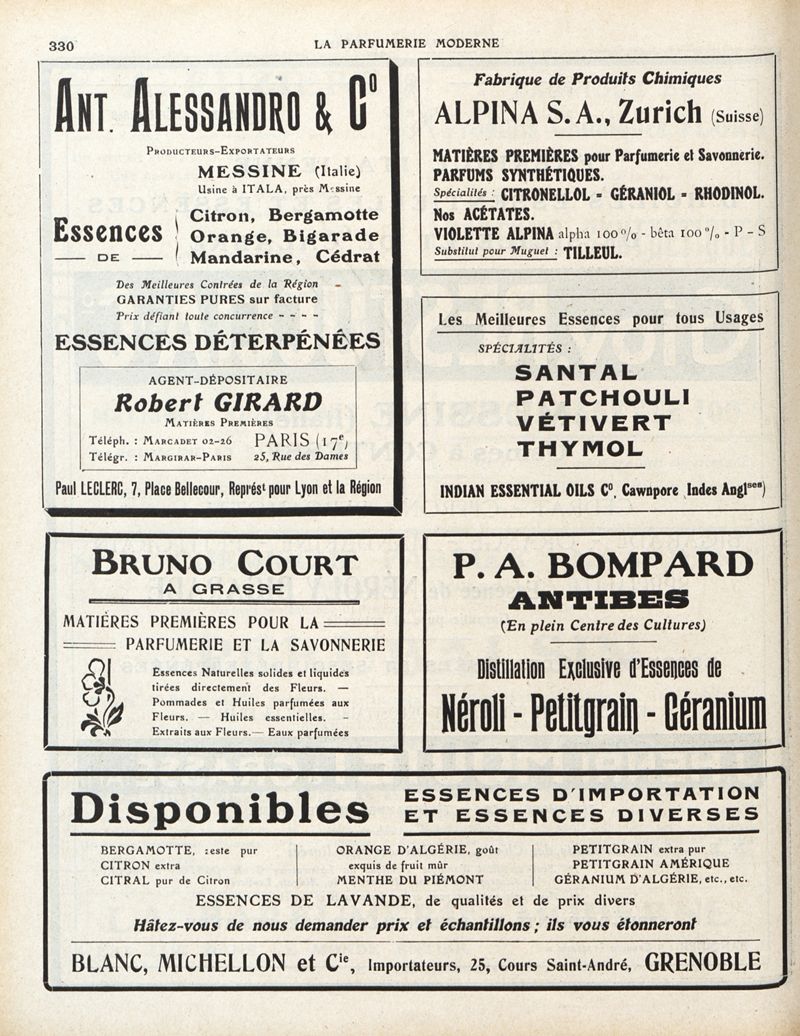 330
LA PARFUMERIE MODERNE
ANT. ALESSANDRO & Cº
PRODUCTEURS-EXPORTATEURS
MESSINE (Italie)
Usine à ITALA, près Messine
Essences
DE
Citron, Bergamotte
Orange, Bigarade
Mandarine, Cédrat
Des Meilleures Contrées de la Région -
GARANTIES PURES sur facture
Prix défiant toute concurrence - - - -
ESSENCES DÉTERPÉNÉES
AGENT-DÉPOSITAIRE
Robert GIRARD
MATIÈRES PREMIÈRES
Téléph. : MARCADET 02-26 PARIS (17e)
Télégr. : MARGIRAR-PARIS 25, Rue des Dames
Paul LECLERC, 7, Place Bellecour, Représt pour Lyon et la Région
Fabrique de Produits Chimiques
ALPINA S. A., Zurich (Suisse)
MATIÈRES PREMIÈRES pour Parfumerie et Savonnerie.
PARFUMS SYNTHÉTIQUES.
Spécialités : CITRONELLOL - GÉRANIOL - RHODINOL.
Nos ACÉTATES.
VIOLETTE ALPINA alpha 100 % - bêta 100 % - P - S
Substitut pour Muguet : TILLEUL.
Les Meilleures Essences pour tous Usages
SPÉCIALITÉS :
SANTAL
PATCHOULI
VÉTIVERT
THYMOL
INDIAN ESSENTIAL OILS Cº, Cawnpore Indes Anglses)
BRUNO COURT
A GRASSE
MATIÉRES PREMIÈRES POUR LA
PARFUMERIE ET LA SAVONNERIE
Essences Naturelles solides et liquides
tirées directement des Fleurs. —
Pommades et Huiles parfumées aux
Fleurs. — Huiles essentielles. -
Extraits aux Fleurs. — Eaux parfumées
P. A. BOMPARD
ANTIBES
(En plein Centre des Cultures)
Distillation Exclusive d'Essences de
Néroli - Petitgrain - Géranium
Disponibles
ESSENCES D'IMPORTATION
ET ESSENCES DIVERSES
BERGAMOTTE, zeste pur
CITRON extra
CITRAL pur de Citron
ORANGE D'ALGÉRIE, goût
exquis de fruit mûr
MENTHE DU PIÉMONT
PETITGRAIN extra pur
PETITGRAIN AMÉRIQUE
GÉRANIUM D'ALGÉRIE, etc., etc.
ESSENCES DE LAVANDE, de qualités et de prix divers
Hâtez-vous de nous demander prix et échantillons ; ils vous étonneront
BLANC, MICHELLON et Cie, Importateurs, 25, Cours Saint-André, GRENOBLE